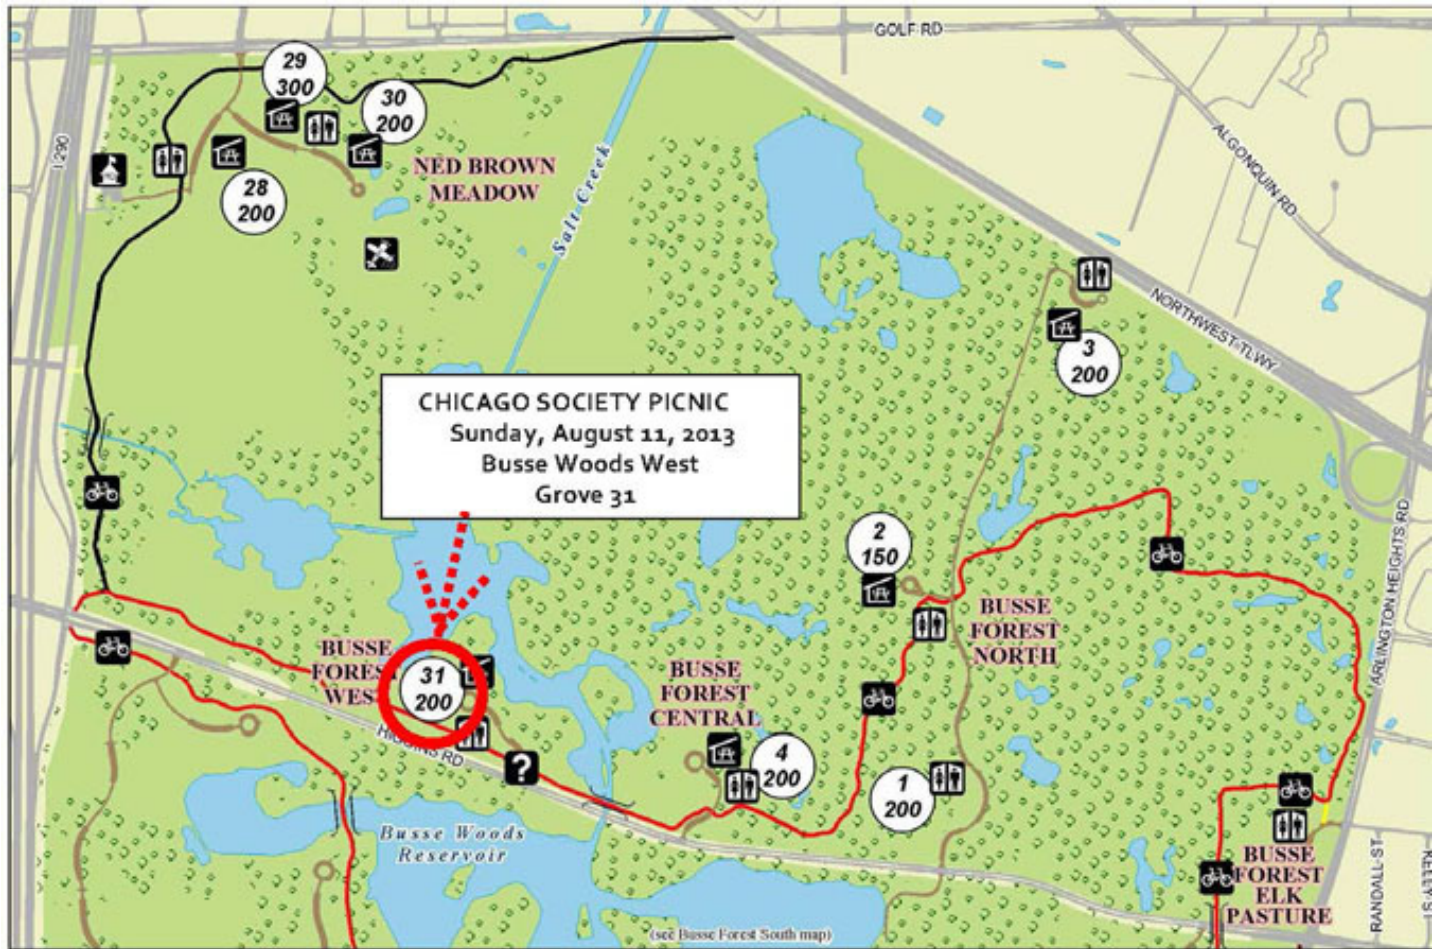 GOLF RD
29
300
30
200
I 290
NED BROWN
MEADOW
28
200
Salt Creek
ALGONQUIN RD
NORTHWEST TLWY
3
200
CHICAGO SOCIETY PICNIC
Sunday, August 11, 2013
Busse Woods West
Grove 31
ARLINGTON HEIGHTS RD
2
150
BUSSE
FOREST
NORTH
BUSSE
FOREST
WEST
31
200
BUSSE
FOREST
CENTRAL
HIGGINS RD
?
4
200
1
200
Busse Woods
Reservoir
BUSSE
FOREST
ELK
PASTURE
RANDALL ST
KELLY ST
(see Busse Forest South map)